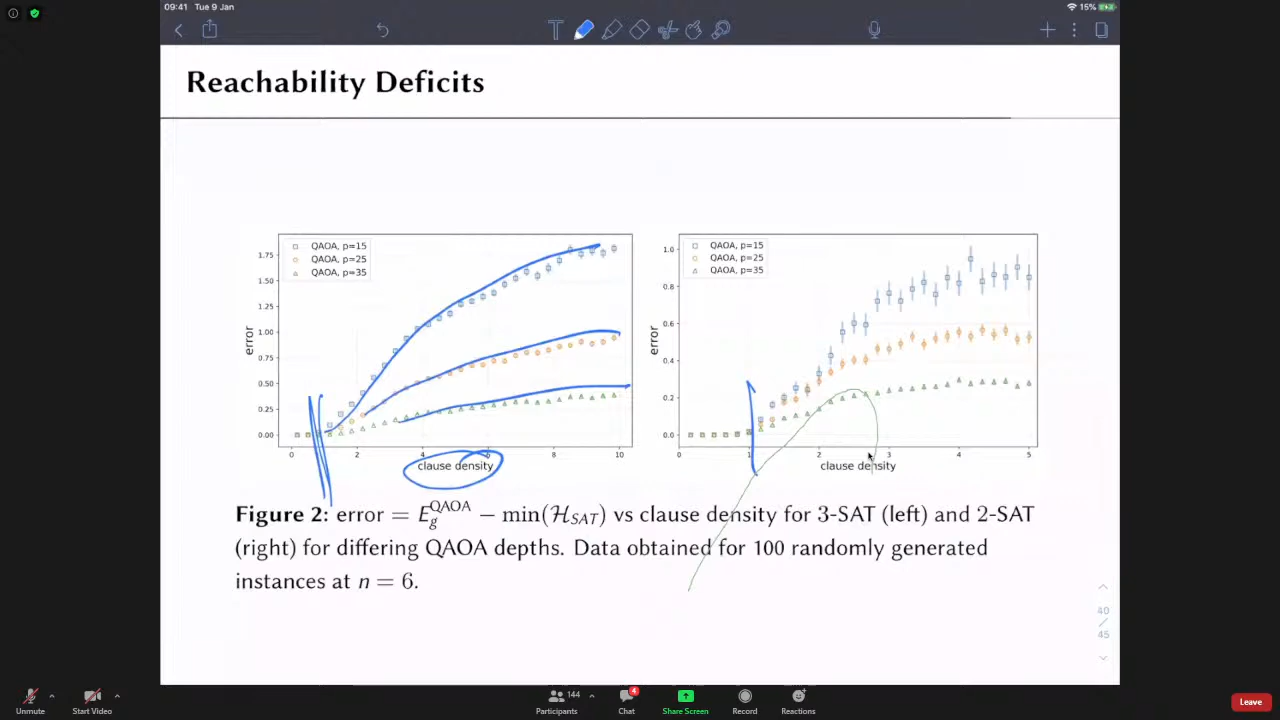 09:41 Tue 9 Jan
15%
Reachability Deficits
QAOA, p=15
QAOA, p=25
QAOA, p=35
error
1.75
1.50
1.25
1.00
0.75
0.50
0.25
0.00
0
2
4
6
8
10
clause density
QAOA, p=15
QAOA, p=25
QAOA, p=35
error
1.0
0.8
0.6
0.4
0.2
0.0
0
1
2
3
4
5
clause density
Figure 2: error = E_g^QAOA − min(ℋ_SAT) vs clause density for 3-SAT (left) and 2-SAT
(right) for differing QAOA depths. Data obtained for 100 randomly generated
instances at n = 6.
40
/
45
Unmute
Start Video
144
Participants
4
Chat
Share Screen
Record
Reactions
Leave